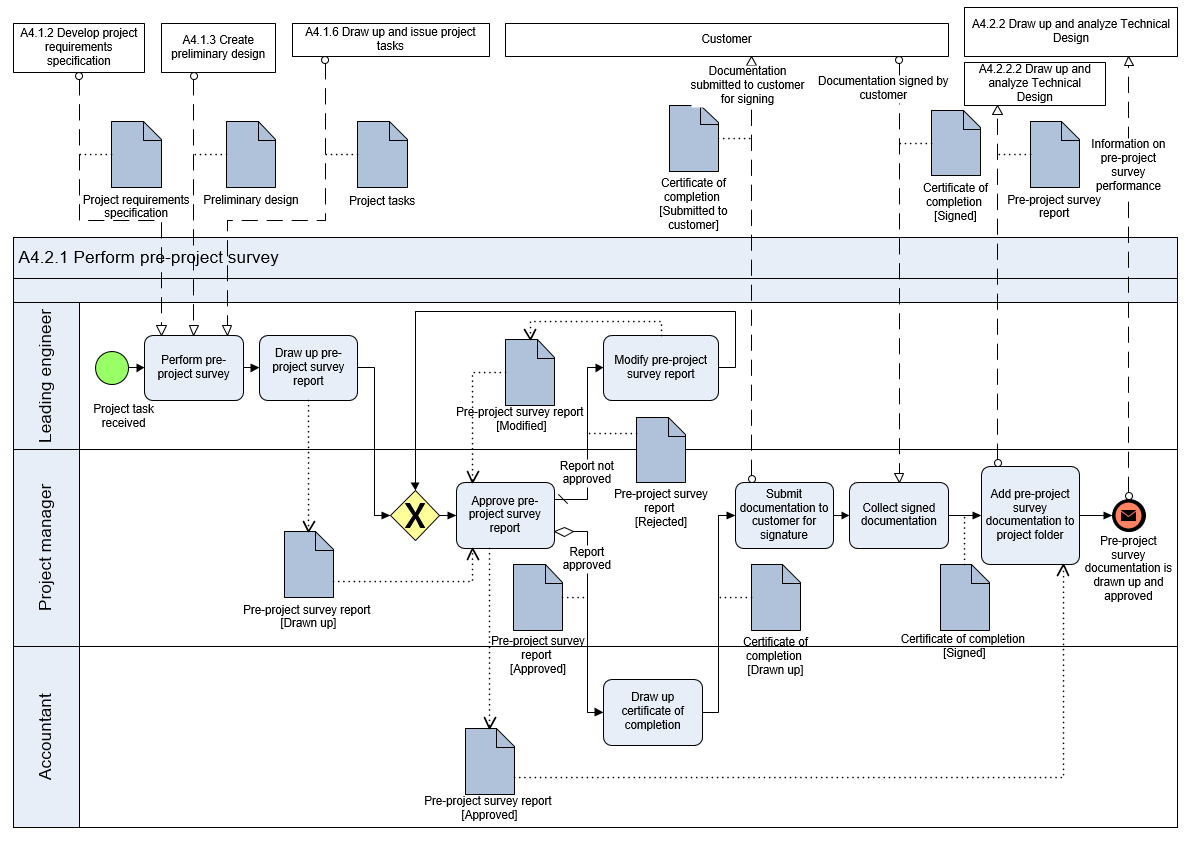 A4.1.2 Develop project
requirements
specification
A4.1.3 Create
preliminary design
A4.1.6 Draw up and issue project
tasks
Customer
A4.2.2 Draw up and analyze Technical
Design
A4.2.2.2 Draw up and
analyze Technical
Design
Documentation
submitted to customer
for signing
Documentation signed by
customer
Information on
pre-project
survey
performance
Project requirements
specification
Preliminary design
Project tasks
Certificate of
completion
[Submitted to
customer]
Certificate of
completion
[Signed]
Pre-project survey
report
A4.2.1 Perform pre-project survey
Leading engineer
Project task
received
Perform pre-
project survey
Draw up pre-
project survey
report
Pre-project survey report
[Modified]
Modify pre-project
survey report
Project manager
Pre-project survey report
[Drawn up]
X
Approve pre-
project survey
report
Report not
approved
Report
approved
Pre-project survey
report
[Rejected]
Pre-project survey
report
[Approved]
Submit
documentation to
customer for
signature
Collect signed
documentation
Add pre-project
survey
documentation to
project folder
Pre-project
survey
documentation is
drawn up and
approved
Certificate of
completion
[Drawn up]
Certificate of completion
[Signed]
Accountant
Draw up
certificate of
completion
Pre-project survey report
[Approved]